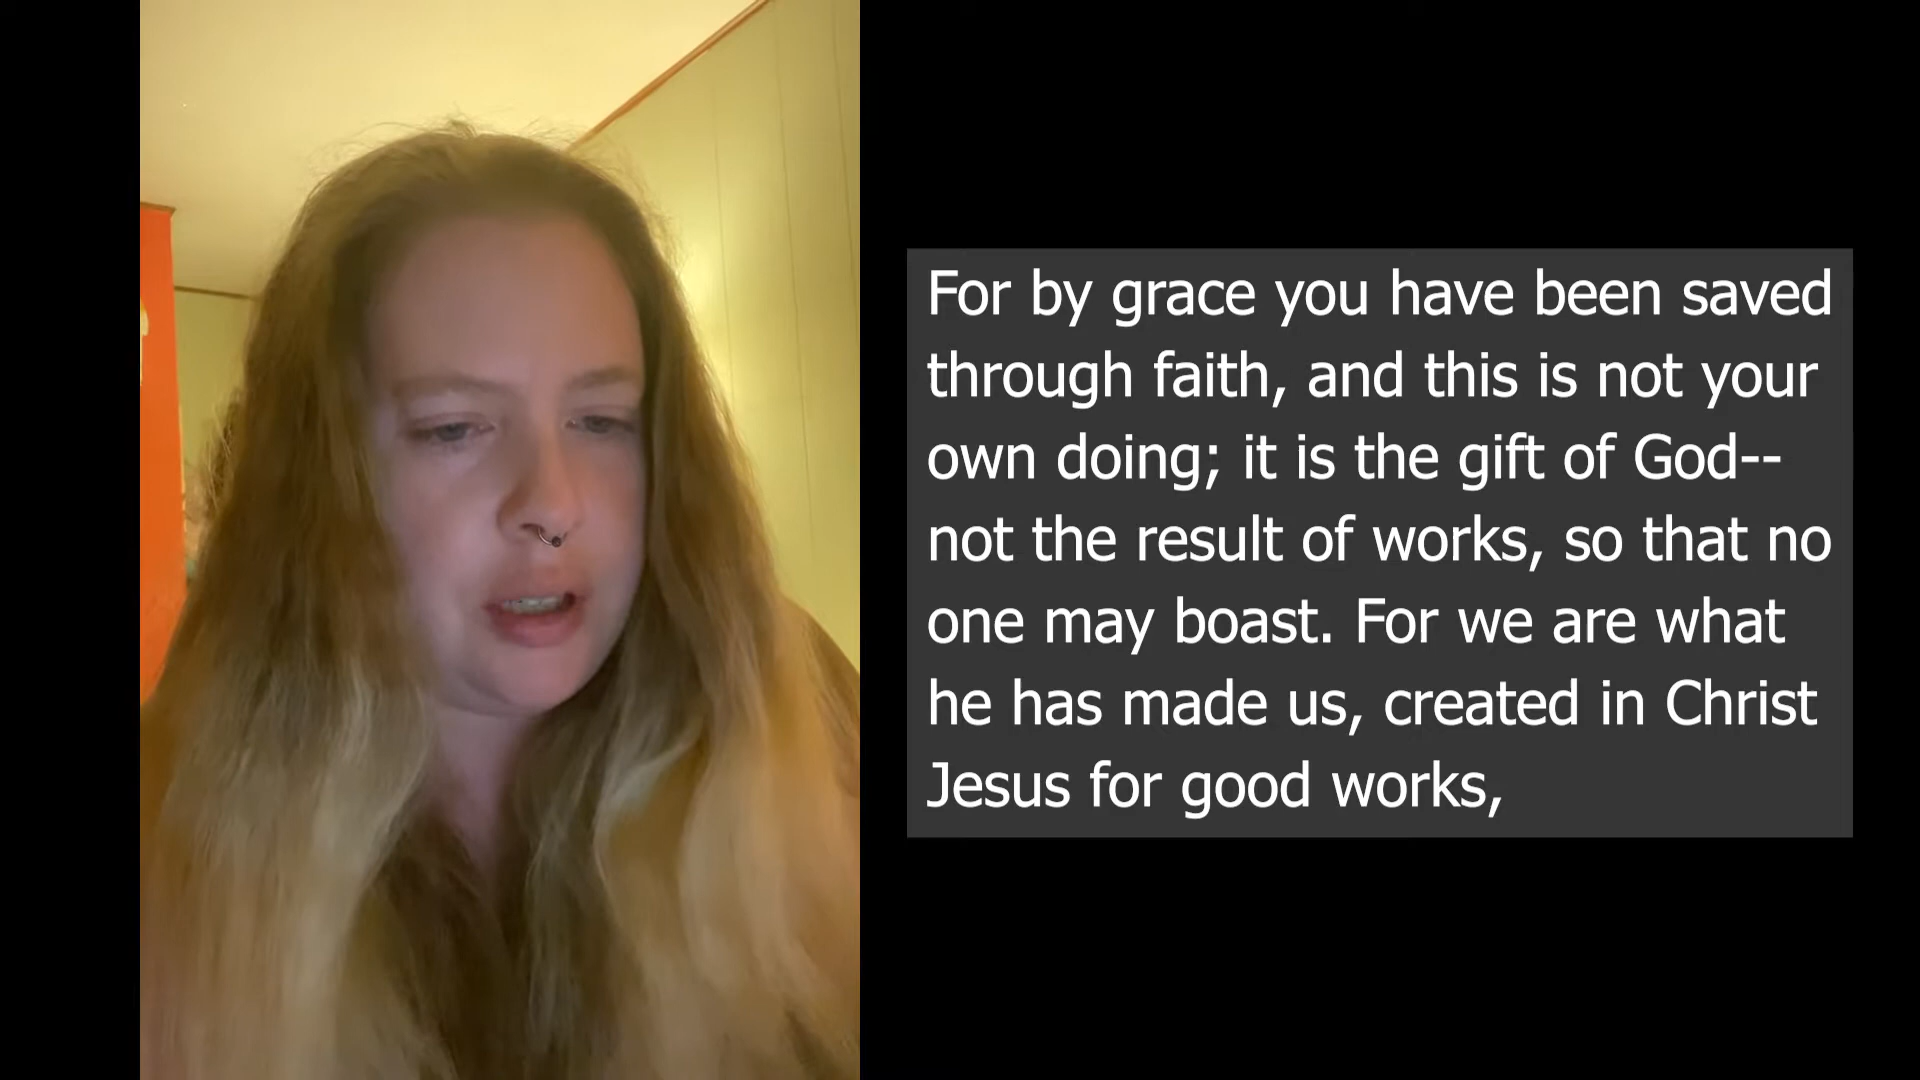 For by grace you have been saved
through faith, and this is not your
own doing; it is the gift of God--
not the result of works, so that no
one may boast. For we are what
he has made us, created in Christ
Jesus for good works,